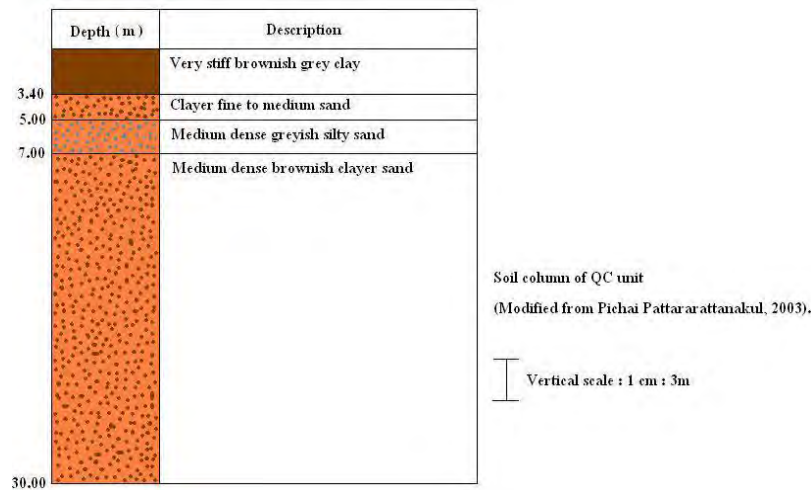 Depth ( m ) Description
Very stiff brownish grey clay
3.40
Clayer fine to medium sand
5.00
Medium dense greyish silty sand
7.00
Medium dense brownish clayer sand
Soil column of QC unit
(Modified from Pichai Pattararattanakul, 2003).
Vertical scale : 1 cm : 3m
30.00